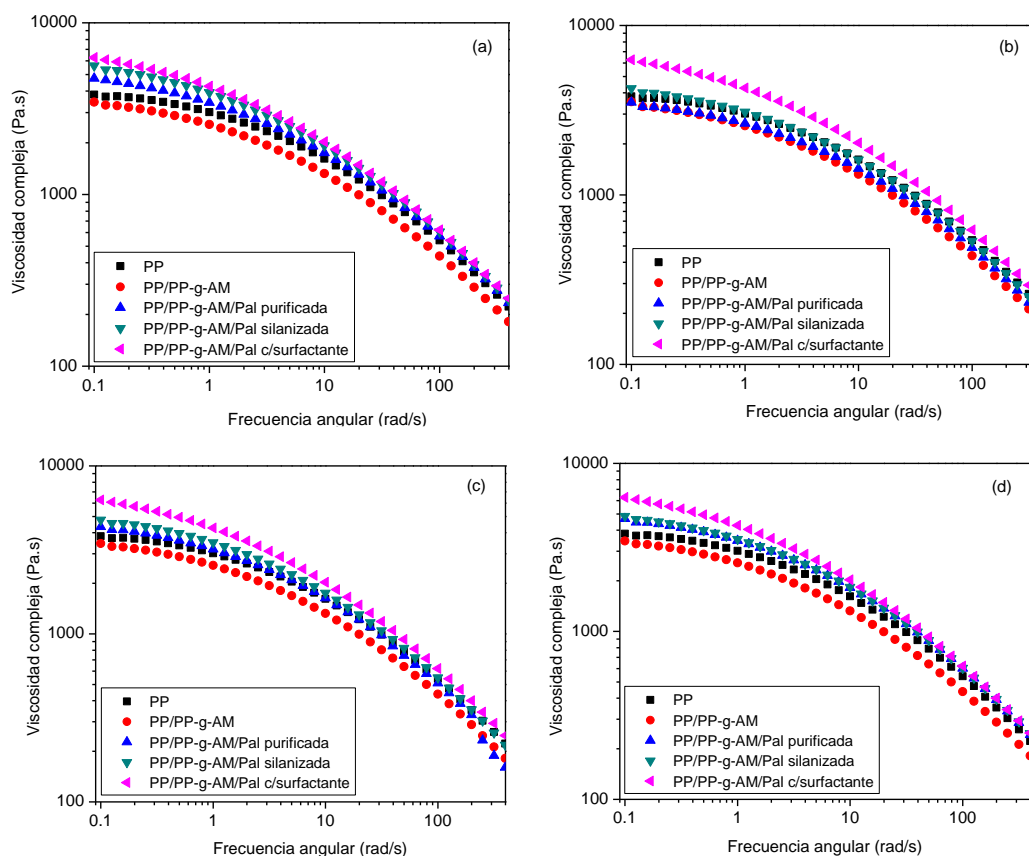 10000
1000
100
0.1
1
10
100
Viscosidad compleja (Pa.s)
Frecuencia angular (rad/s)
(a)
PP
PP/PP-g-AM
PP/PP-g-AM/Pal purificada
PP/PP-g-AM/Pal silanizada
PP/PP-g-AM/Pal c/surfactante
10000
1000
100
0.1
1
10
100
Viscosidad compleja (Pa.s)
Frecuencia angular (rad/s)
(b)
PP
PP/PP-g-AM
PP/PP-g-AM/Pal purificada
PP/PP-g-AM/Pal silanizada
PP/PP-g-AM/Pal c/surfactante
10000
1000
100
0.1
1
10
100
Viscosidad compleja (Pa.s)
Frecuencia angular (rad/s)
(c)
PP
PP/PP-g-AM
PP/PP-g-AM/Pal purificada
PP/PP-g-AM/Pal silanizada
PP/PP-g-AM/Pal c/surfactante
10000
1000
100
0.1
1
10
100
Viscosidad compleja (Pa.s)
Frecuencia angular (rad/s)
(d)
PP
PP/PP-g-AM
PP/PP-g-AM/Pal purificada
PP/PP-g-AM/Pal silanizada
PP/PP-g-AM/Pal c/surfactante